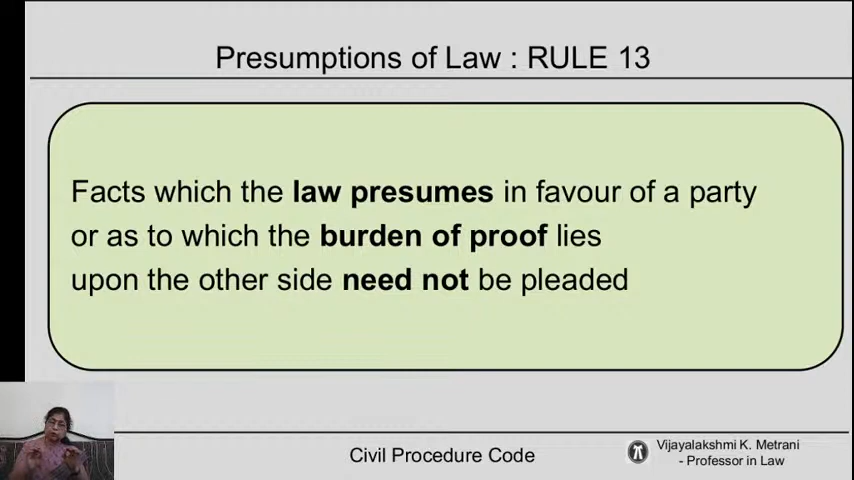 Presumptions of Law : RULE 13
Facts which the law presumes in favour of a party
or as to which the burden of proof lies
upon the other side need not be pleaded
Civil Procedure Code
Vijayalakshmi K. Metrani
- Professor in Law